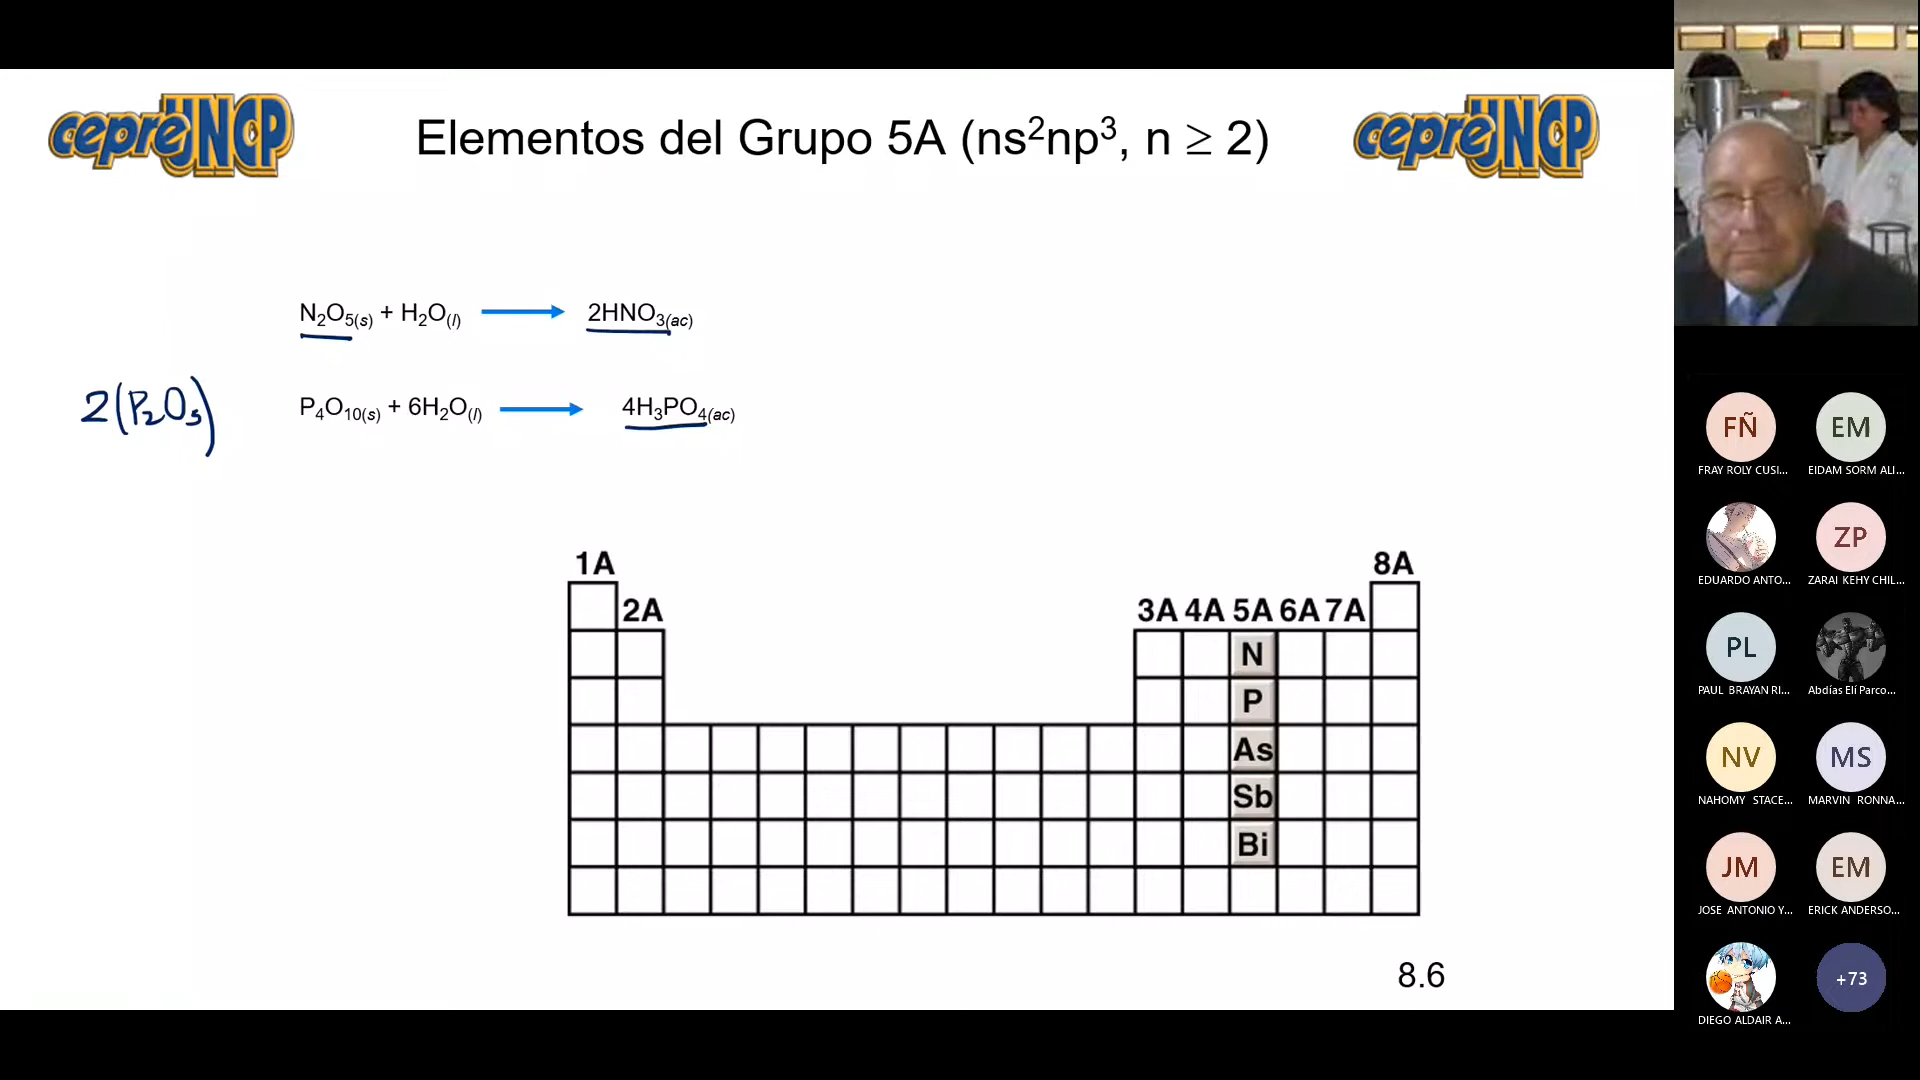 cepreUNCP
Elementos del Grupo 5A (ns²np³, n ≥ 2)
cepreUNCP
N₂O₅(s) + H₂O(l) → 2HNO₃(ac)
2(P₂O₅)
P₄O₁₀(s) + 6H₂O(l) → 4H₃PO₄(ac)
1A
8A
2A
3A 4A 5A 6A 7A
N
P
As
Sb
Bi
8.6
FÑ
EM
FRAY ROLY CUSI...
EIDAM SORM ALI...
ZP
EDUARDO ANTO...
ZARAI KEHY CHIL...
PL
PAUL BRAYAN RI...
Abdías Elí Parco...
NV
MS
NAHOMY STACE...
MARVIN RONNA...
JM
EM
JOSE ANTONIO Y...
ERICK ANDERSO...
+73
DIEGO ALDAIR A...